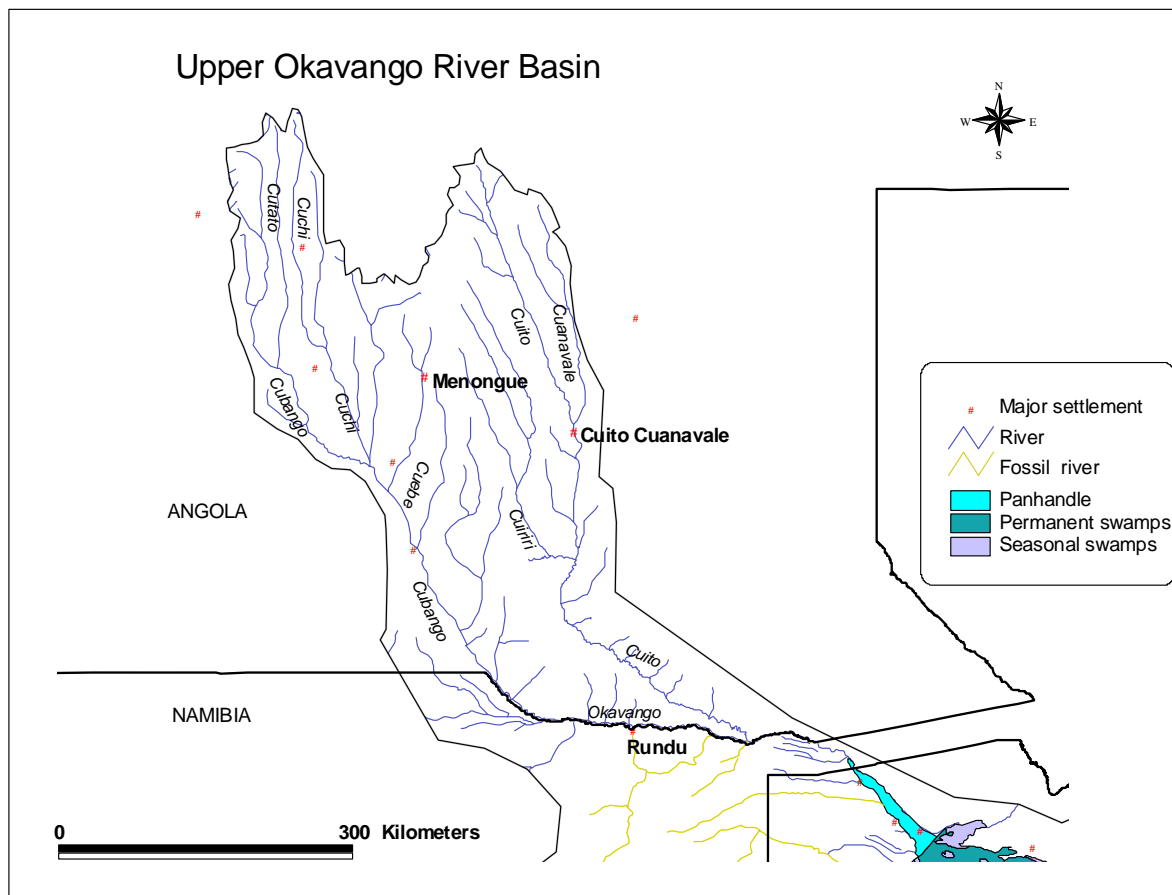 Upper Okavango River Basin
N
W E
S
Cutato
Cuchi
Cuito
Cuanavale
Menongue
Cubango
Cuchi
Cuito Cuanavale
Cuebe
ANGOLA
Cuiriri
Cubango
Cuito
NAMIBIA
Okavango
Rundu
# Major settlement
River
Fossil river
Panhandle
Permanent swamps
Seasonal swamps
0 300 Kilometers